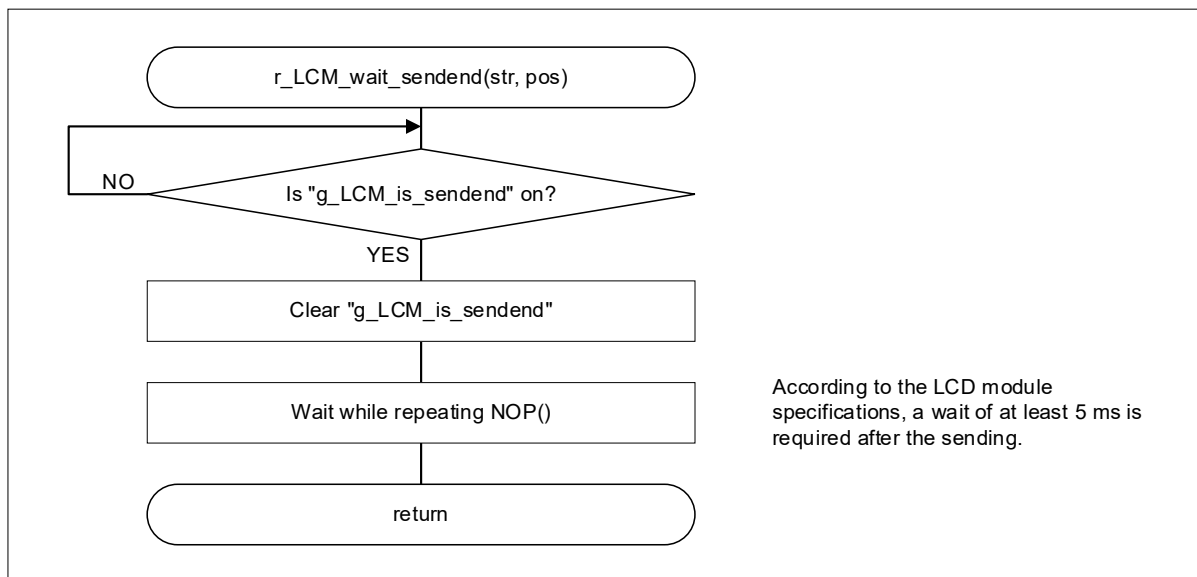 r_LCM_wait_sendend(str, pos)
NO
Is "g_LCM_is_sendend" on?
YES
Clear "g_LCM_is_sendend"
Wait while repeating NOP()
According to the LCD module
specifications, a wait of at least 5 ms is
required after the sending.
return